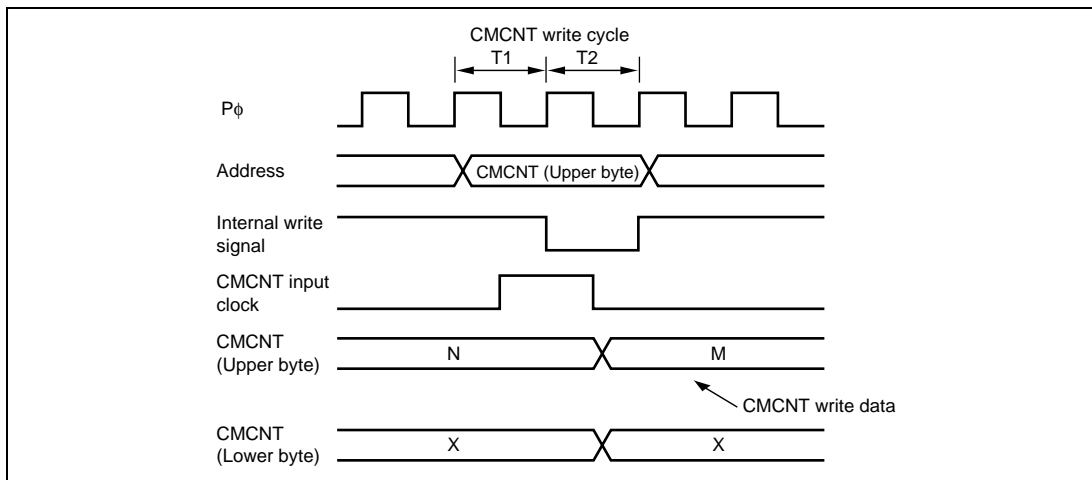 CMCNT write cycle
T1 T2
Pφ
Address
CMCNT (Upper byte)
Internal write
signal
CMCNT input
clock
CMCNT
(Upper byte)
N M
CMCNT write data
CMCNT
(Lower byte)
X X